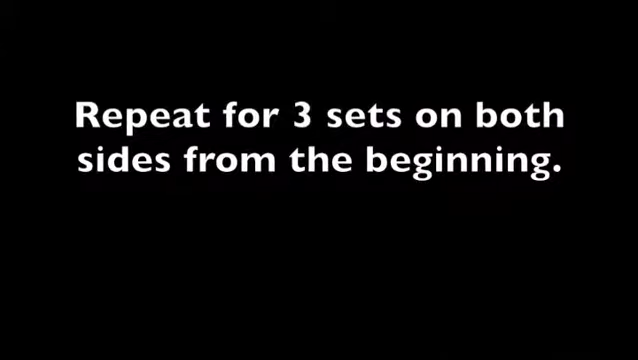 Repeat for 3 sets on both
sides from the beginning.